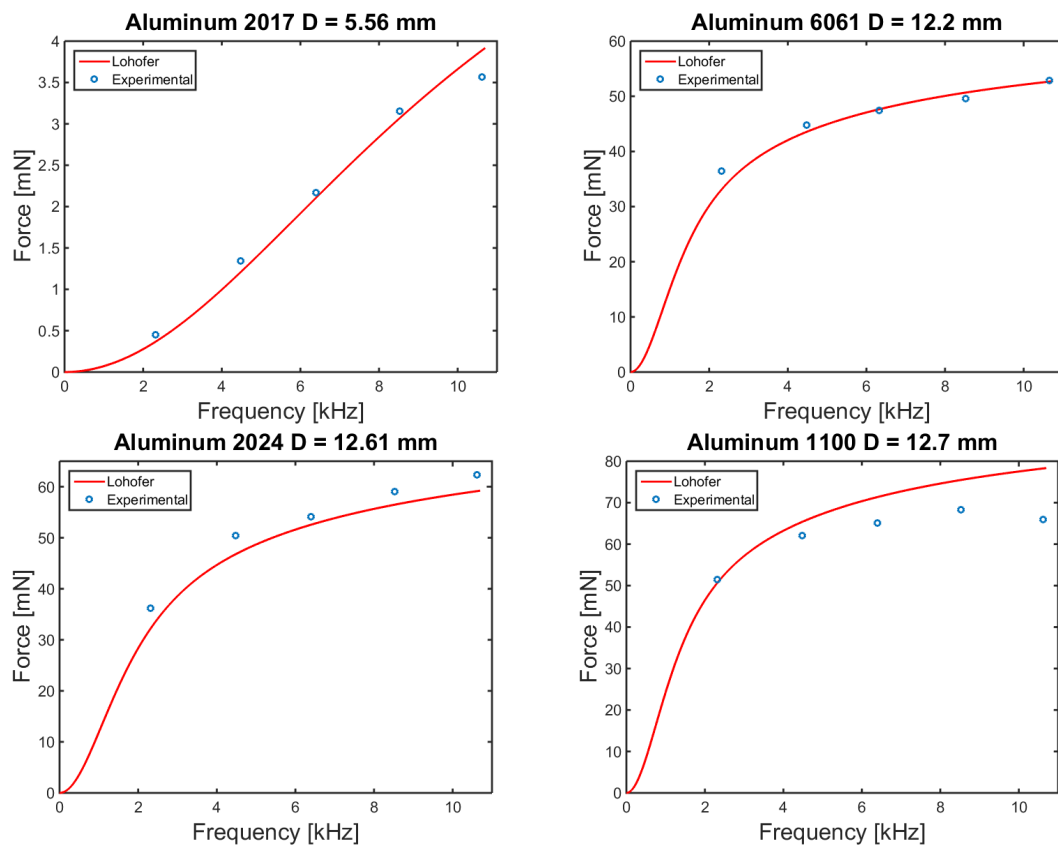 Aluminum 2017 D = 5.56 mm
4
3.5
3
2.5
2
1.5
1
0.5
0
Force [mN]
Lohofer
Experimental
0 2 4 6 8 10
Frequency [kHz]
Aluminum 6061 D = 12.2 mm
60
50
40
30
20
10
0
Force [mN]
Lohofer
Experimental
0 2 4 6 8 10
Frequency [kHz]
Aluminum 2024 D = 12.61 mm
60
50
40
30
20
10
0
Force [mN]
Lohofer
Experimental
0 2 4 6 8 10
Frequency [kHz]
Aluminum 1100 D = 12.7 mm
80
70
60
50
40
30
20
10
0
Force [mN]
Lohofer
Experimental
0 2 4 6 8 10
Frequency [kHz]